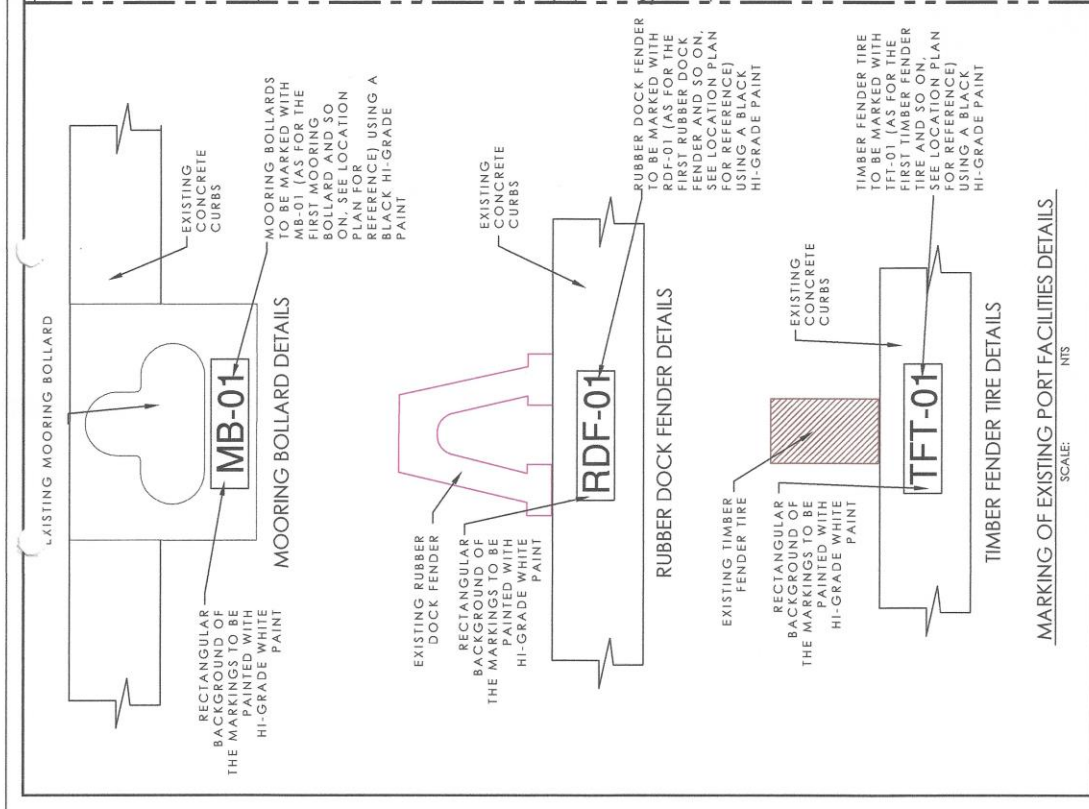 EXISTING MOORING BOLLARD
EXISTING
CONCRETE
CURBS
MB-01
RECTANGULAR
BACKGROUND OF
THE MARKINGS TO BE
PAINTED WITH
HI-GRADE WHITE
PAINT
MOORING BOLLARDS
TO BE MARKED WITH
MB-01 (AS FOR THE
FIRST MOORING
BOLLARD AND SO
ON, SEE LOCATION
PLAN FOR
REFERENCE) USING A
BLACK HI-GRADE
PAINT
MOORING BOLLARD DETAILS
EXISTING RUBBER
DOCK FENDER
EXISTING
CONCRETE
CURBS
RECTANGULAR
BACKGROUND OF
THE MARKINGS TO BE
PAINTED WITH
HI-GRADE WHITE
PAINT
RDF-01
RUBBER DOCK FENDER
TO BE MARKED WITH
RDF-01 (AS FOR THE
FIRST RUBBER DOCK
FENDER AND SO ON,
SEE LOCATION PLAN
FOR REFERENCE)
USING A BLACK
HI-GRADE PAINT
RUBBER DOCK FENDER DETAILS
EXISTING TIMBER
FENDER TIRE
EXISTING
CONCRETE
CURBS
RECTANGULAR
BACKGROUND OF
THE MARKINGS TO BE
PAINTED WITH
HI-GRADE WHITE
PAINT
TFT-01
TIMBER FENDER TIRE
TO BE MARKED WITH
TFT-01 (AS FOR THE
FIRST TIMBER FENDER
TIRE AND SO ON,
SEE LOCATION PLAN
FOR REFERENCE)
USING A BLACK
HI-GRADE PAINT
TIMBER FENDER TIRE DETAILS
MARKING OF EXISTING PORT FACILITIES DETAILS
SCALE: NTS